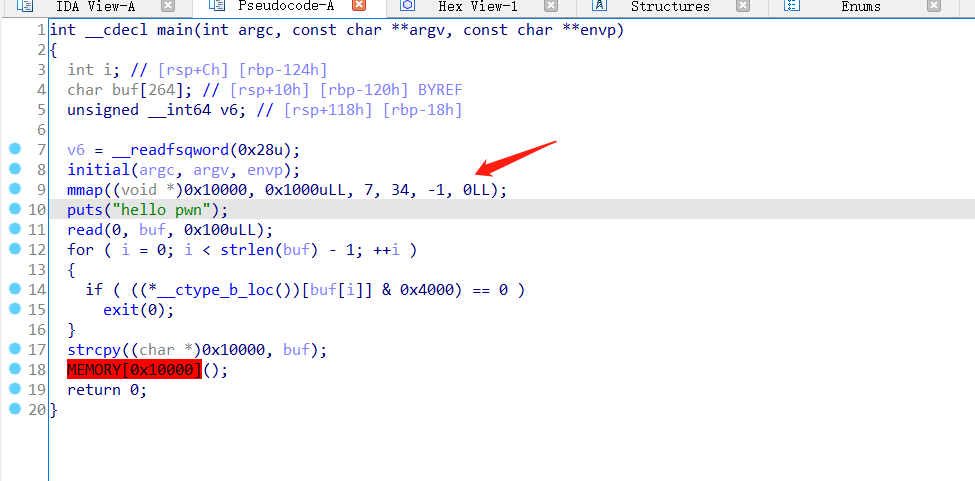 IDA View-A Pseudocode-A Hex View-1 Structures Enums
1 int __cdecl main(int argc, const char **argv, const char **envp)
2 {
3 int i; // [rsp+Ch] [rbp-124h]
4 char buf[264]; // [rsp+10h] [rbp-120h] BYREF
5 unsigned __int64 v6; // [rsp+118h] [rbp-18h]
6
7 v6 = __readfsqword(0x28u);
8 initial(argc, argv, envp);
9 mmap((void *)0x10000, 0x1000uLL, 7, 34, -1, 0LL);
10 puts("hello pwn");
11 read(0, buf, 0x100uLL);
12 for ( i = 0; i < strlen(buf) - 1; ++i )
13 {
14 if ( ((*__ctype_b_loc())[buf[i]] & 0x4000) == 0 )
15 exit(0);
16 }
17 strcpy((char *)0x10000, buf);
18 MEMORY[0x10000]();
19 return 0;
20 }